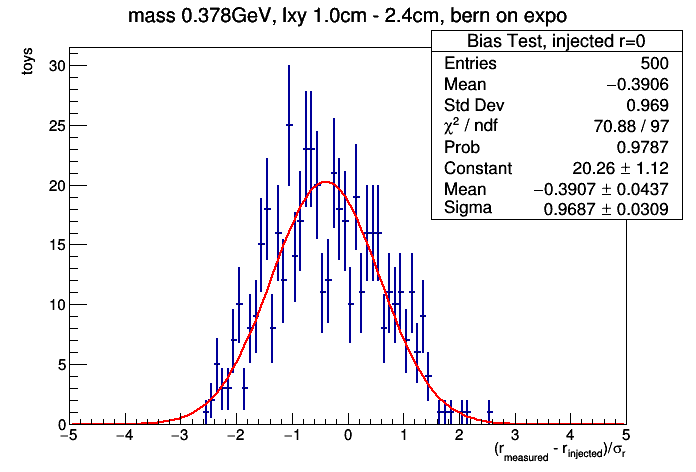 mass 0.378GeV, lxy 1.0cm - 2.4cm, bern on expo
toys
Bias Test, injected r=0
Entries 500
Mean −0.3906
Std Dev 0.969
χ² / ndf 70.88 / 97
Prob 0.9787
Constant 20.26 ± 1.12
Mean −0.3907 ± 0.0437
Sigma 0.9687 ± 0.0309
30
25
20
15
10
5
0
−5 −4 −3 −2 −1 0 1 2 3 4 5
(r_measured - r_injected)/σ_r